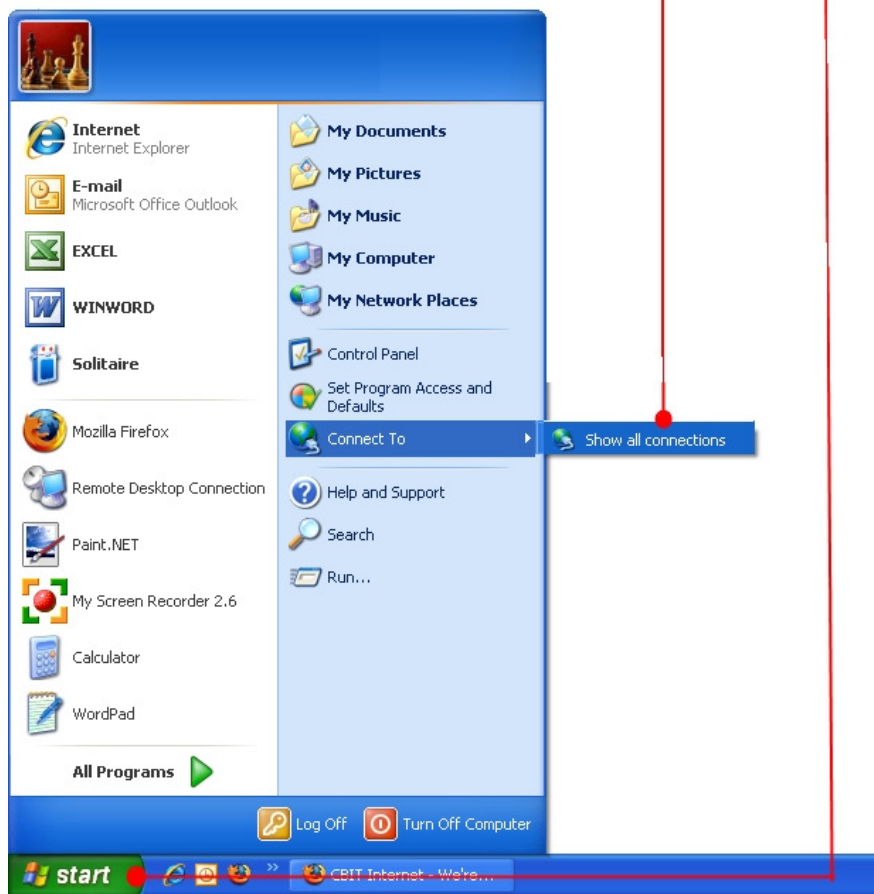 Internet
Internet Explorer
E-mail
Microsoft Office Outlook
EXCEL
WINWORD
Solitaire
Mozilla Firefox
Remote Desktop Connection
Paint.NET
My Screen Recorder 2.6
Calculator
WordPad
All Programs
My Documents
My Pictures
My Music
My Computer
My Network Places
Control Panel
Set Program Access and
Defaults
Connect To
Show all connections
Help and Support
Search
Run...
Log Off
Turn Off Computer
start
»
CBIT Internet - We're...